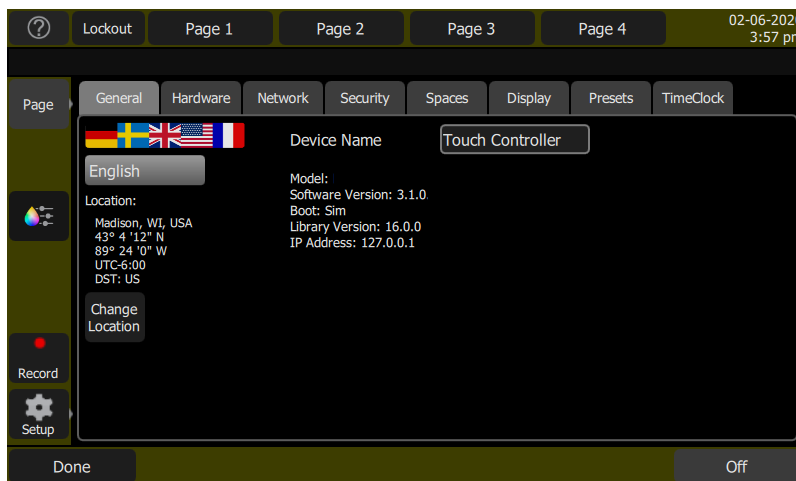 Lockout
Page 1
Page 2
Page 3
Page 4
3:57
Page
General
Hardware
Network
Security
Spaces
Display
Presets
TimeClock
English
Location:
Madison, WI, USA
43° 4 '12" N
89° 24 '0" W
UTC-6:00
DST: US
Change
Location
Device Name
Touch Controller
Model:
Software Version: 3.1.0.
Boot: Sim
Library Version: 16.0.0
IP Address: 127.0.0.1
Record
Setup
Done
Off